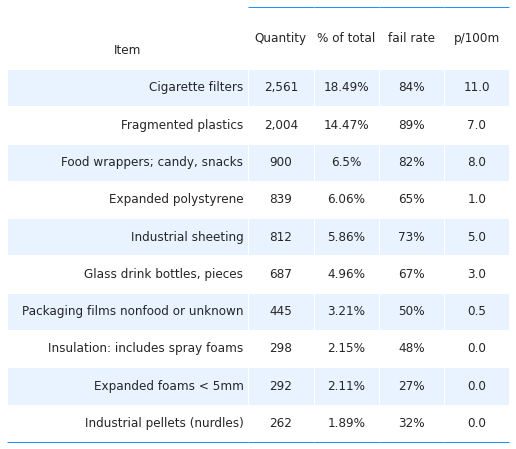 Item Quantity % of total fail rate p/100m
Cigarette filters 2,561 18.49% 84% 11.0
Fragmented plastics 2,004 14.47% 89% 7.0
Food wrappers; candy, snacks 900 6.5% 82% 8.0
Expanded polystyrene 839 6.06% 65% 1.0
Industrial sheeting 812 5.86% 73% 5.0
Glass drink bottles, pieces 687 4.96% 67% 3.0
Packaging films nonfood or unknown 445 3.21% 50% 0.5
Insulation: includes spray foams 298 2.15% 48% 0.0
Expanded foams < 5mm 292 2.11% 27% 0.0
Industrial pellets (nurdles) 262 1.89% 32% 0.0